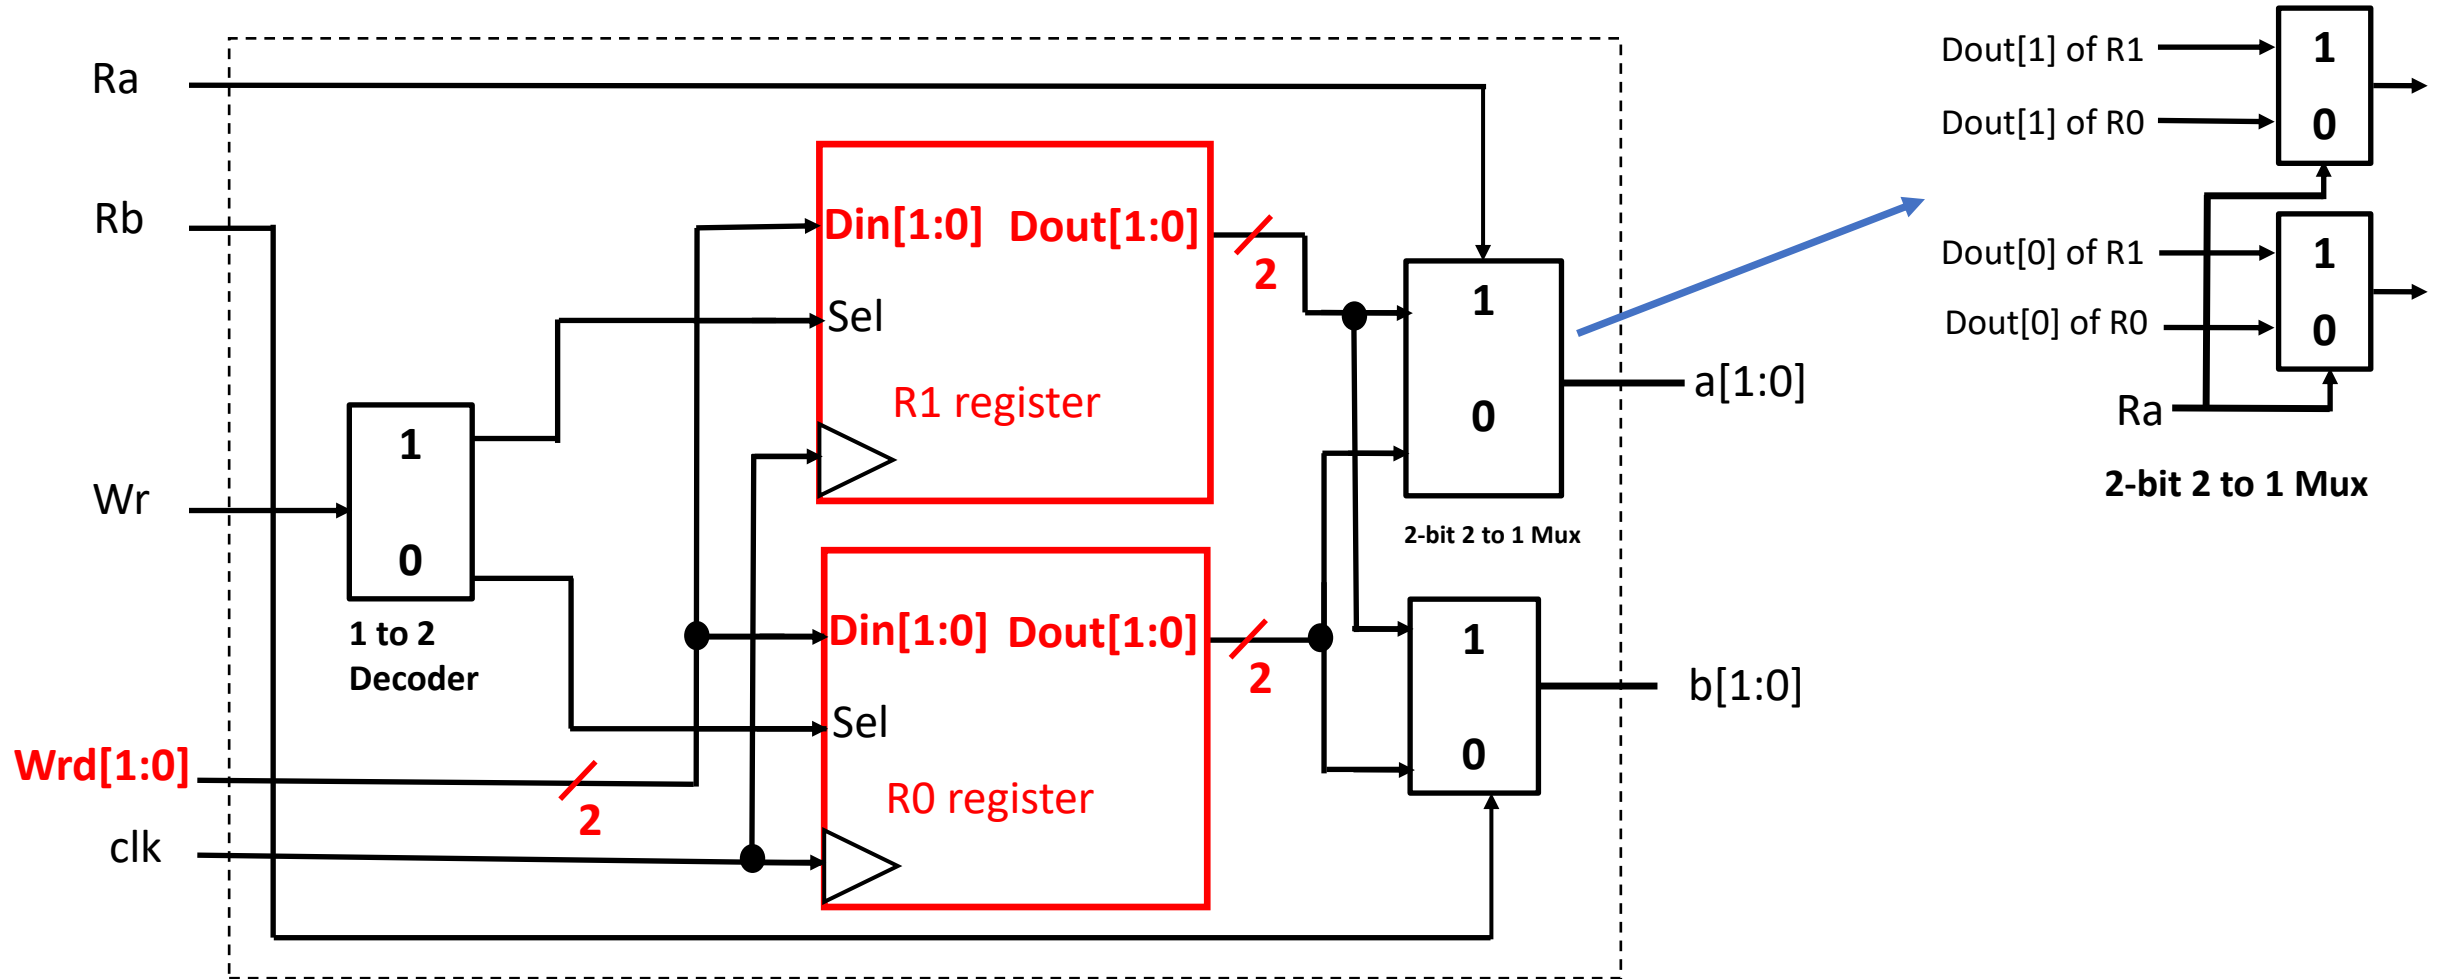 Ra
Rb
Wr
Wrd[1:0]
clk
2
1
0
1 to 2
Decoder
Din[1:0] Dout[1:0]
Sel
R1 register
2
Din[1:0] Dout[1:0]
Sel
R0 register
2
1
0
2-bit 2 to 1 Mux
a[1:0]
1
0
b[1:0]
Dout[1] of R1
Dout[1] of R0
1
0
Dout[0] of R1
Dout[0] of R0
1
0
Ra
2-bit 2 to 1 Mux